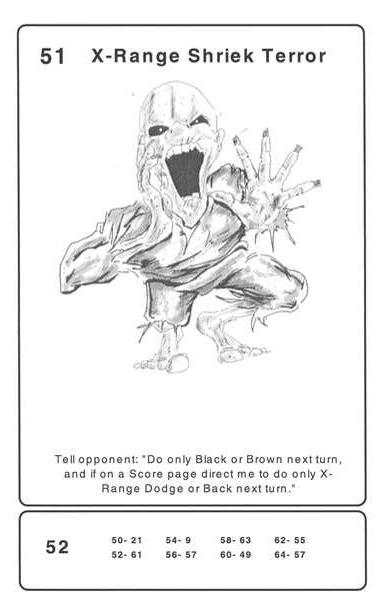 51 X-Range Shriek Terror
Tell opponent: "Do only Black or Brown next turn,
and if on a Score page direct me to do only X-
Range Dodge or Back next turn."
52
50- 21 54- 9 58- 63 62- 55
52- 61 56- 57 60- 49 64- 57